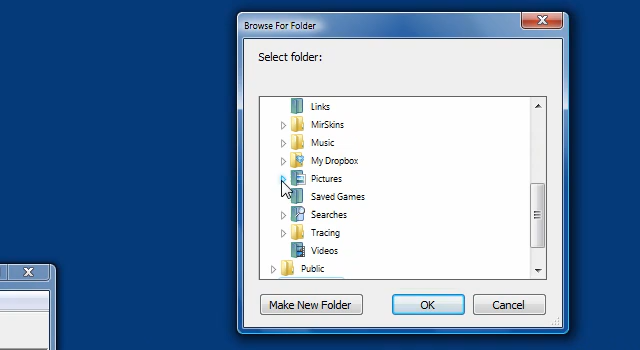 Browse For Folder
Select folder:
Links
MirSkins
Music
My Dropbox
Pictures
Saved Games
Searches
Tracing
Videos
Public
Make New Folder
OK
Cancel